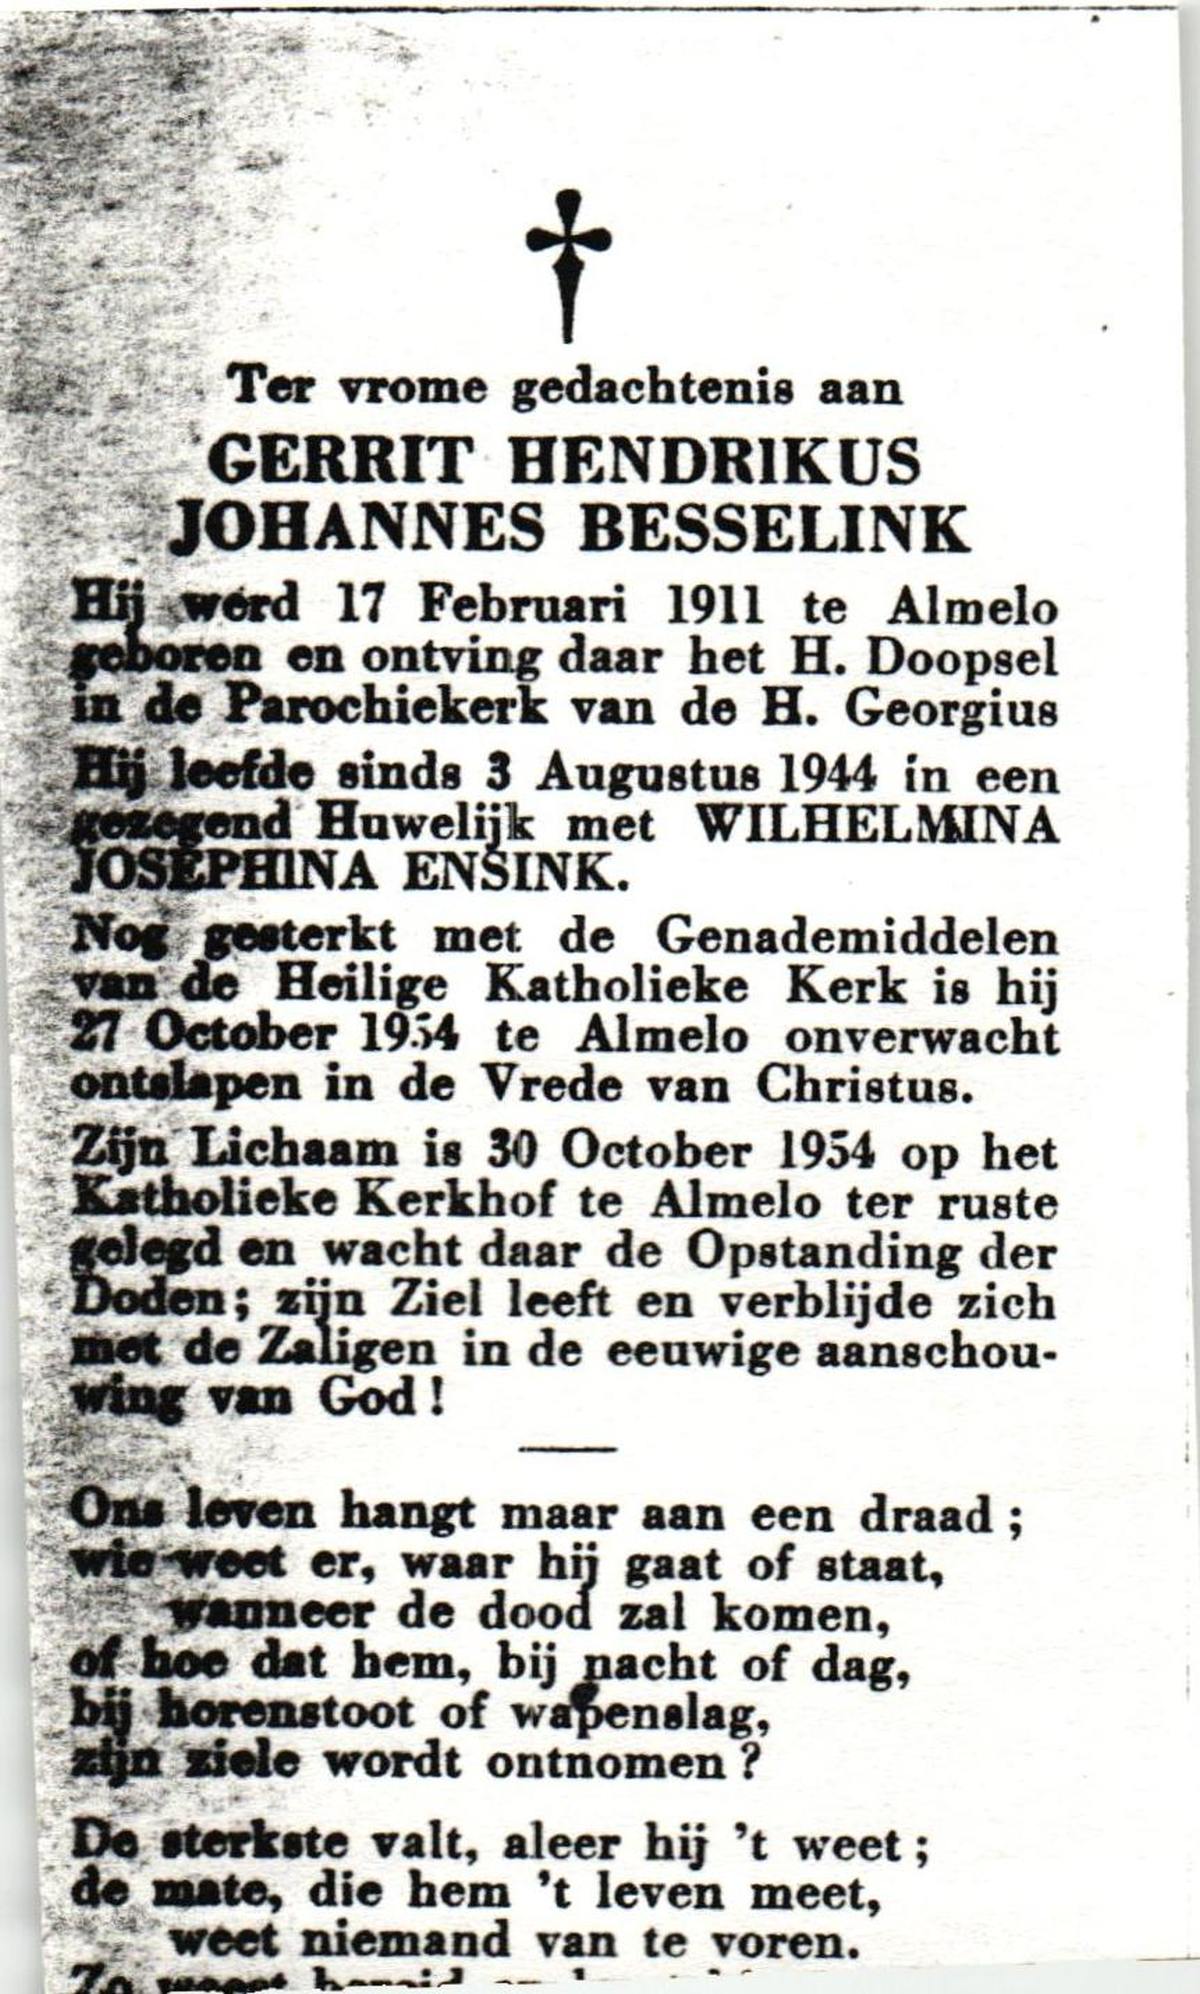 Ter vrome gedachtenis aan
GERRIT HENDRIKUS
JOHANNES BESSELINK
Hij werd 17 Februari 1911 te Almelo
geboren en ontving daar het H. Doopsel
in de Parochiekerk van de H. Georgius
Hij leefde sinds 3 Augustus 1944 in een
gezegend Huwelijk met WILHELMINA
JOSEPHINA ENSINK.
Nog gesterkt met de Genademiddelen
van de Heilige Katholieke Kerk is hij
27 October 1954 te Almelo onverwacht
ontslapen in de Vrede van Christus.
Zijn Lichaam is 30 October 1954 op het
Katholieke Kerkhof te Almelo ter ruste
gelegd en wacht daar de Opstanding der
Doden; zijn Ziel leeft en verblijde zich
met de Zaligen in de eeuwige aanschou-
wing van God!
Ons leven hangt maar aan een draad;
wie weet er, waar hij gaat of staat,
wanneer de dood zal komen,
of hoe dat hem, bij nacht of dag,
bij horenstoot of wapenslag,
zijn ziele wordt ontnomen?
De sterkste valt, aleer hij 't weet;
de mate, die hem 't leven meet,
weet niemand van te voren.
Zo weest bereid